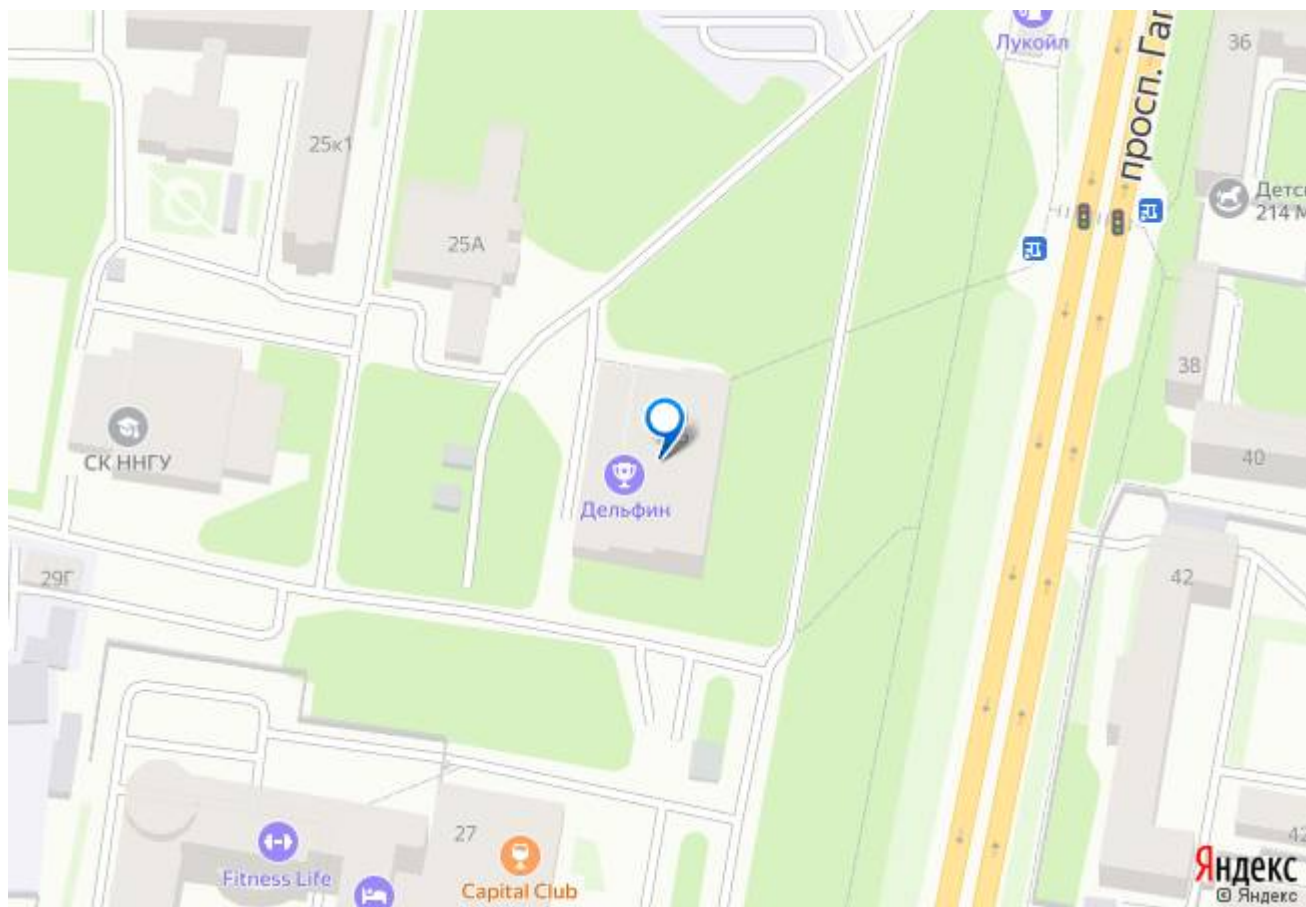 Лукойл
просп. Гаг
36
25к1
Детс
214 М
25А
38
СК ННГУ
40
Дельфин
29Г
42
27
Fitness Life
Capital Club
42
Яндекс
© Яндекс